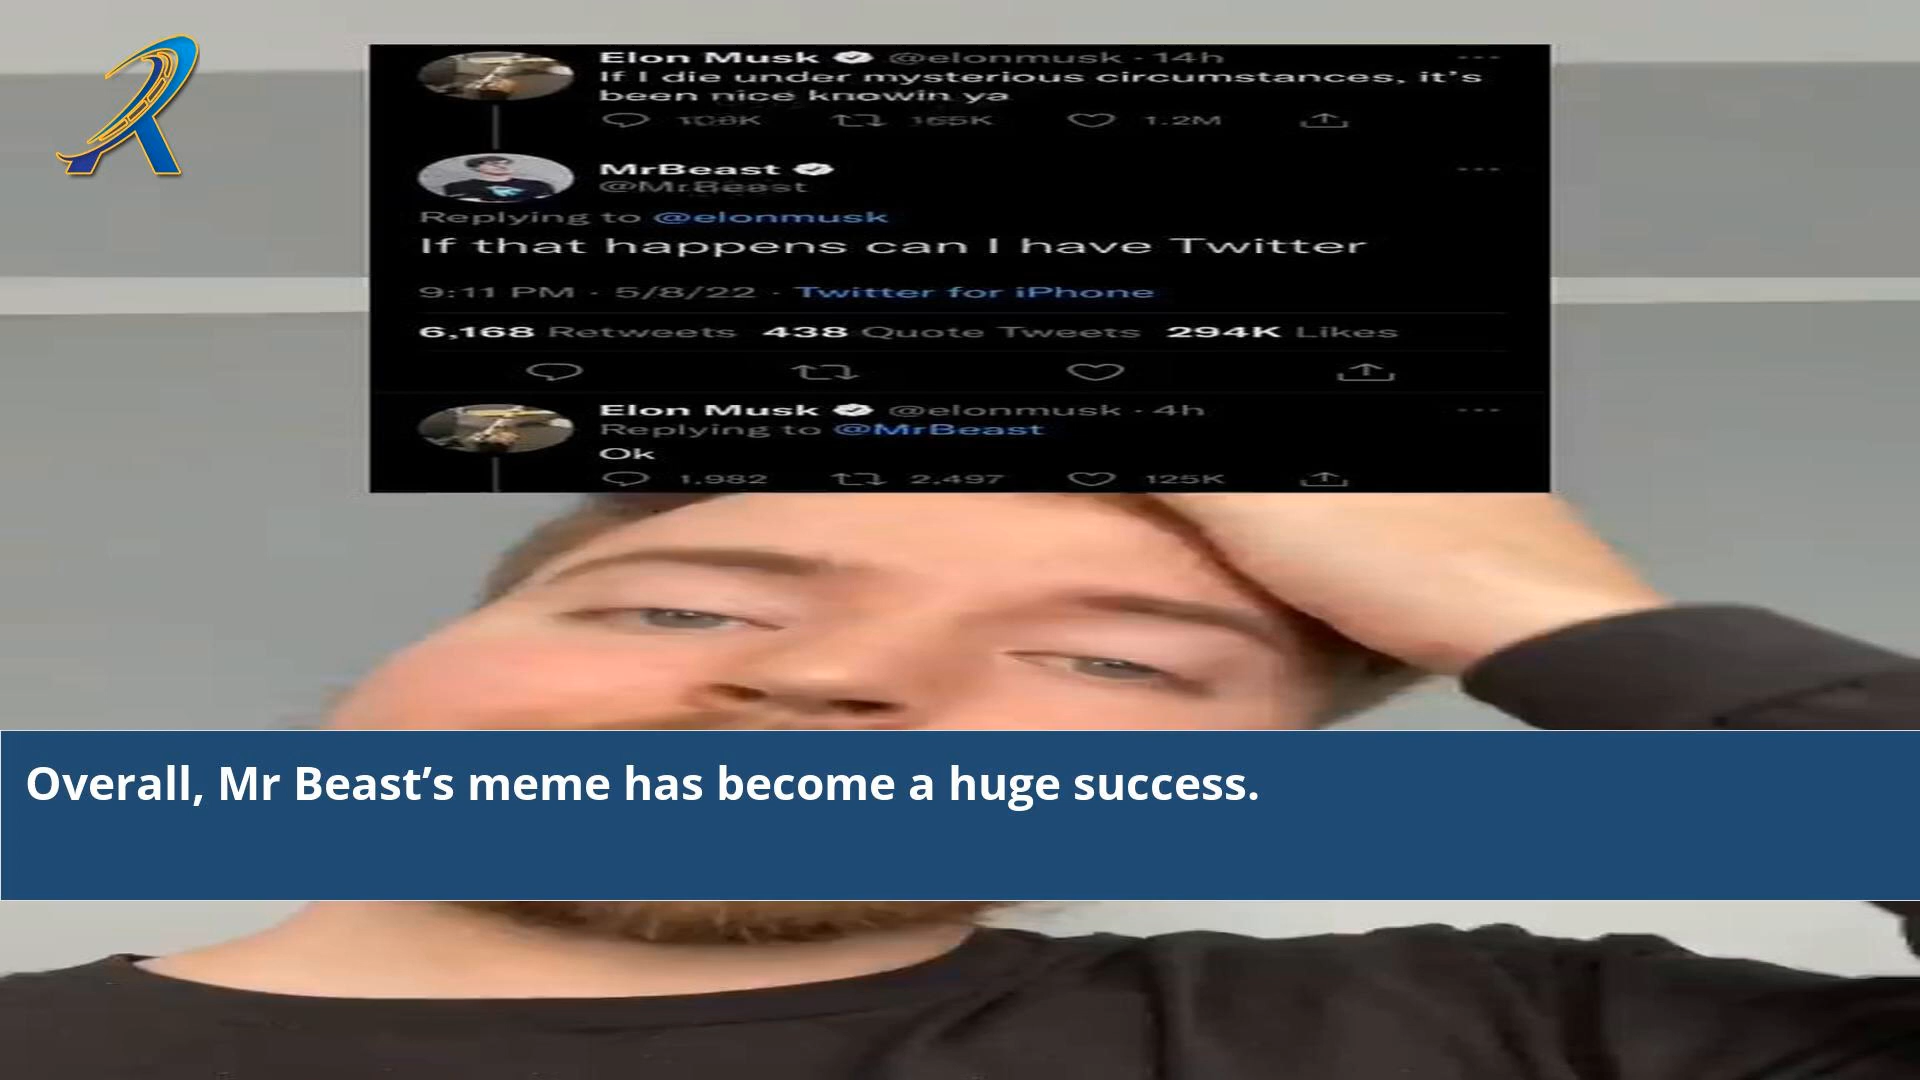 Elon Musk @elonmusk · 14h
If I die under mysterious circumstances, it's
been nice knowin ya
165K 1.2M
MrBeast
@MrBeast
Replying to @elonmusk
If that happens can I have Twitter
9:11 PM · 5/8/22 · Twitter for iPhone
6,168 Retweets 438 Quote Tweets 294K Likes
Elon Musk @elonmusk · 4h
Replying to @MrBeast
Ok
1,982 2,497 125K
Overall, Mr Beast’s meme has become a huge success.